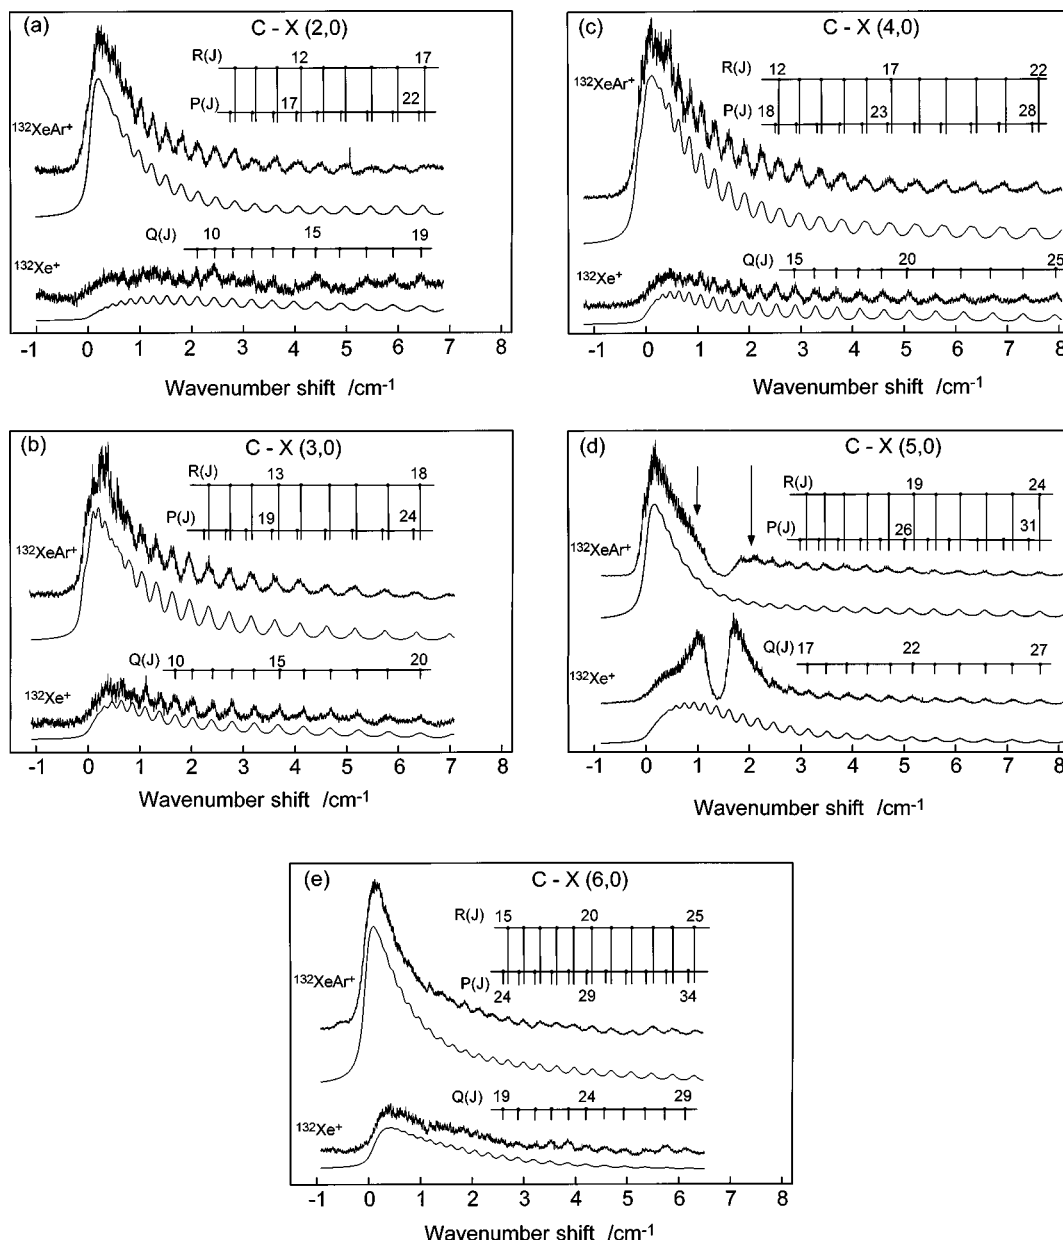 (a)
C - X (2,0)
R(J)
12
17
P(J)
17
22
¹³²XeAr⁺
Q(J)
10
15
19
¹³²Xe⁺
-1 0 1 2 3 4 5 6 7 8
Wavenumber shift /cm⁻¹
(c)
C - X (4,0)
R(J)
12
17
22
P(J)
18
23
28
¹³²XeAr⁺
Q(J)
15
20
25
¹³²Xe⁺
-1 0 1 2 3 4 5 6 7 8
Wavenumber shift /cm⁻¹
(b)
C - X (3,0)
R(J)
13
18
P(J)
19
24
¹³²XeAr⁺
Q(J)
10
15
20
¹³²Xe⁺
-1 0 1 2 3 4 5 6 7 8
Wavenumber shift /cm⁻¹
(d)
C - X (5,0)
R(J)
19
24
P(J)
26
31
¹³²XeAr⁺
Q(J)
17
22
27
¹³²Xe⁺
-1 0 1 2 3 4 5 6 7 8
Wavenumber shift /cm⁻¹
(e)
C - X (6,0)
R(J)
15
20
25
¹³²XeAr⁺
P(J)
24
29
34
Q(J)
19
24
29
¹³²Xe⁺
-1 0 1 2 3 4 5 6 7 8
Wavenumber shift /cm⁻¹